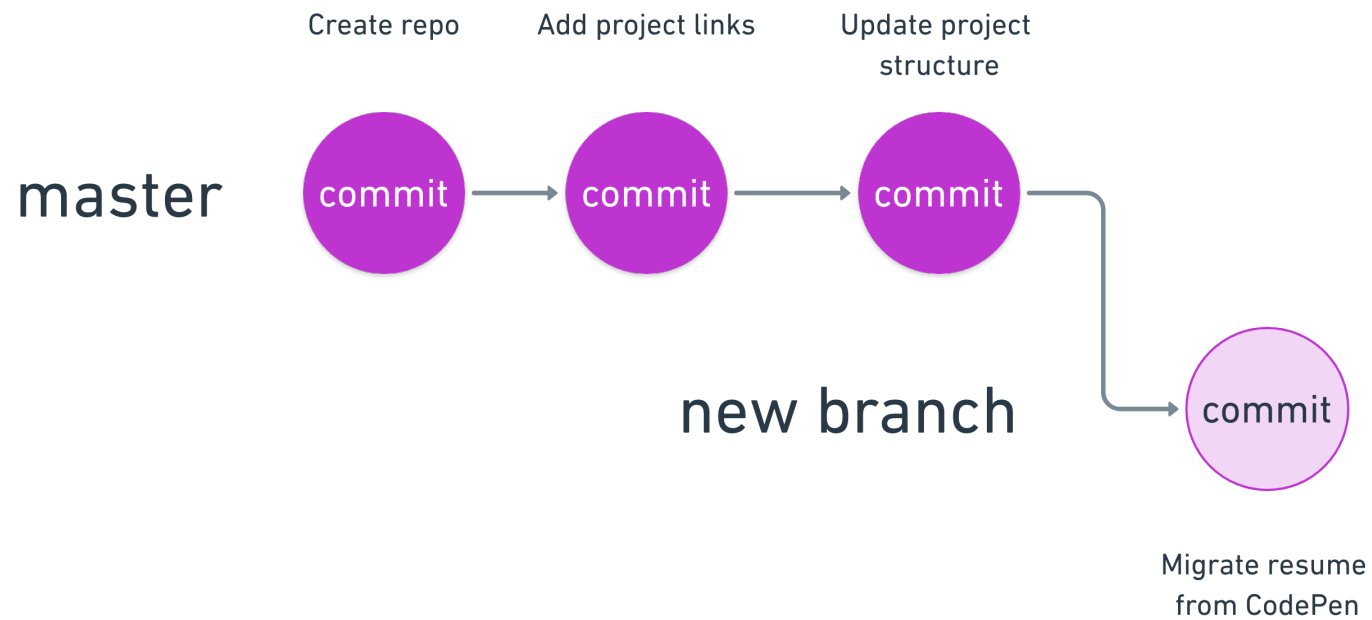 Create repo
Add project links
Update project
structure
master
commit
commit
commit
new branch
commit
Migrate resume
from CodePen